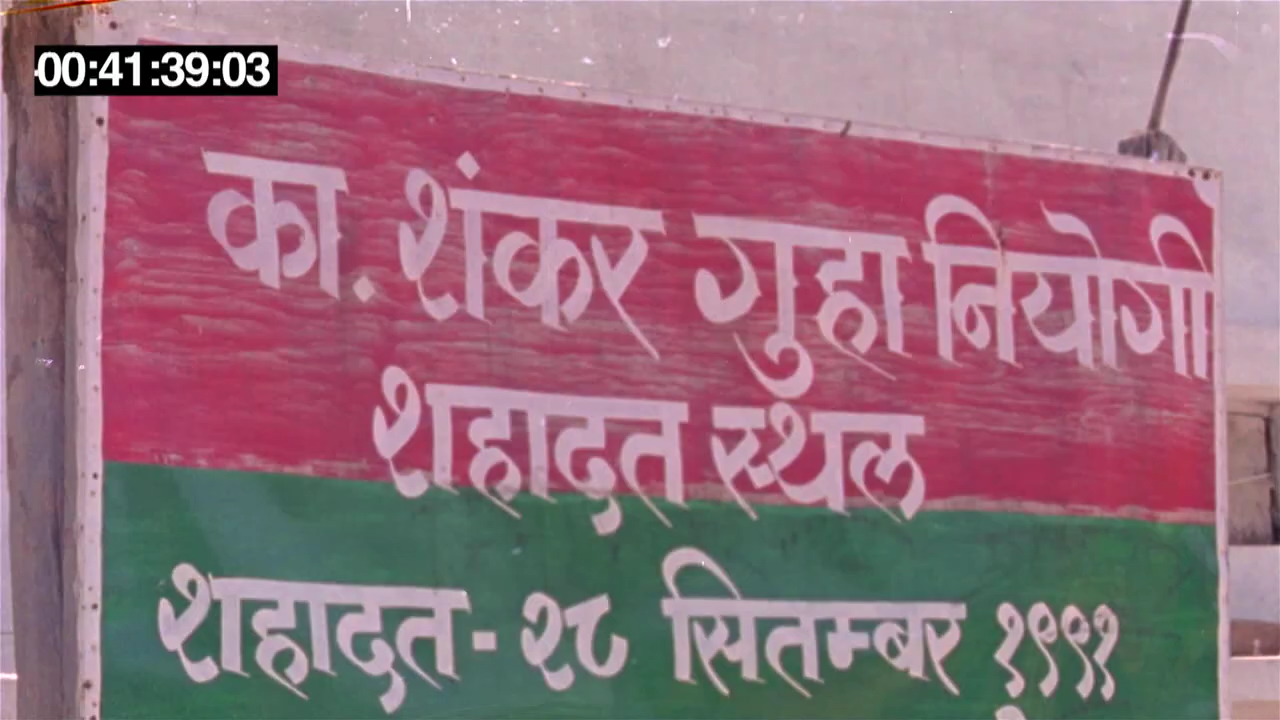 00:41:39:03
का. शंकर गुहा नियोगी
शहादत स्थल
शहादत - २८ सितम्बर १९९१